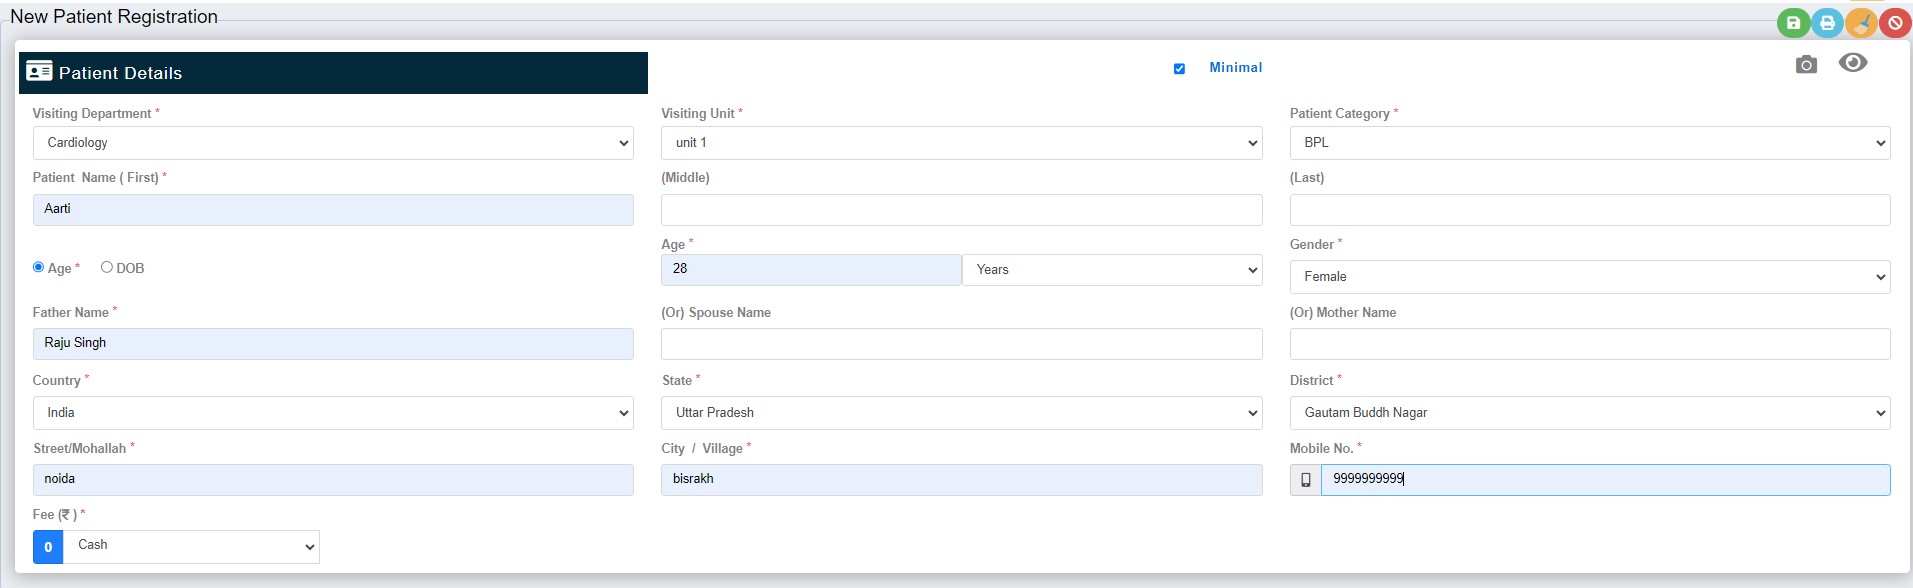 New Patient Registration
Patient Details
Minimal
Visiting Department *
Visiting Unit *
Patient Category *
Cardiology
unit 1
BPL
Patient Name ( First) *
(Middle)
(Last)
Aarti
Age *
Gender *
Age *
DOB
28
Years
Female
Father Name *
(Or) Spouse Name
(Or) Mother Name
Raju Singh
Country *
State *
District *
India
Uttar Pradesh
Gautam Buddh Nagar
Street/Mohallah *
City / Village *
Mobile No. *
noida
bisrakh
9999999999
Fee (₹ ) *
0
Cash